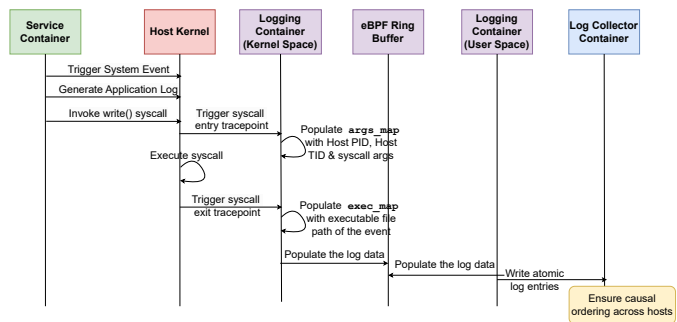 Service
Container
Host Kernel
Logging
Container
(Kernel Space)
eBPF Ring
Buffer
Logging
Container
(User Space)
Log Collector
Container
Trigger System Event
Generate Application Log
Invoke write() syscall
Trigger syscall
entry tracepoint
Populate args_map
with Host PID, Host
TID & syscall args
Execute syscall
Trigger syscall
exit tracepoint
Populate exec_map
with executable file
path of the event
Populate the log data
Populate the log data
Write atomic
log entries
Ensure causal
ordering across hosts